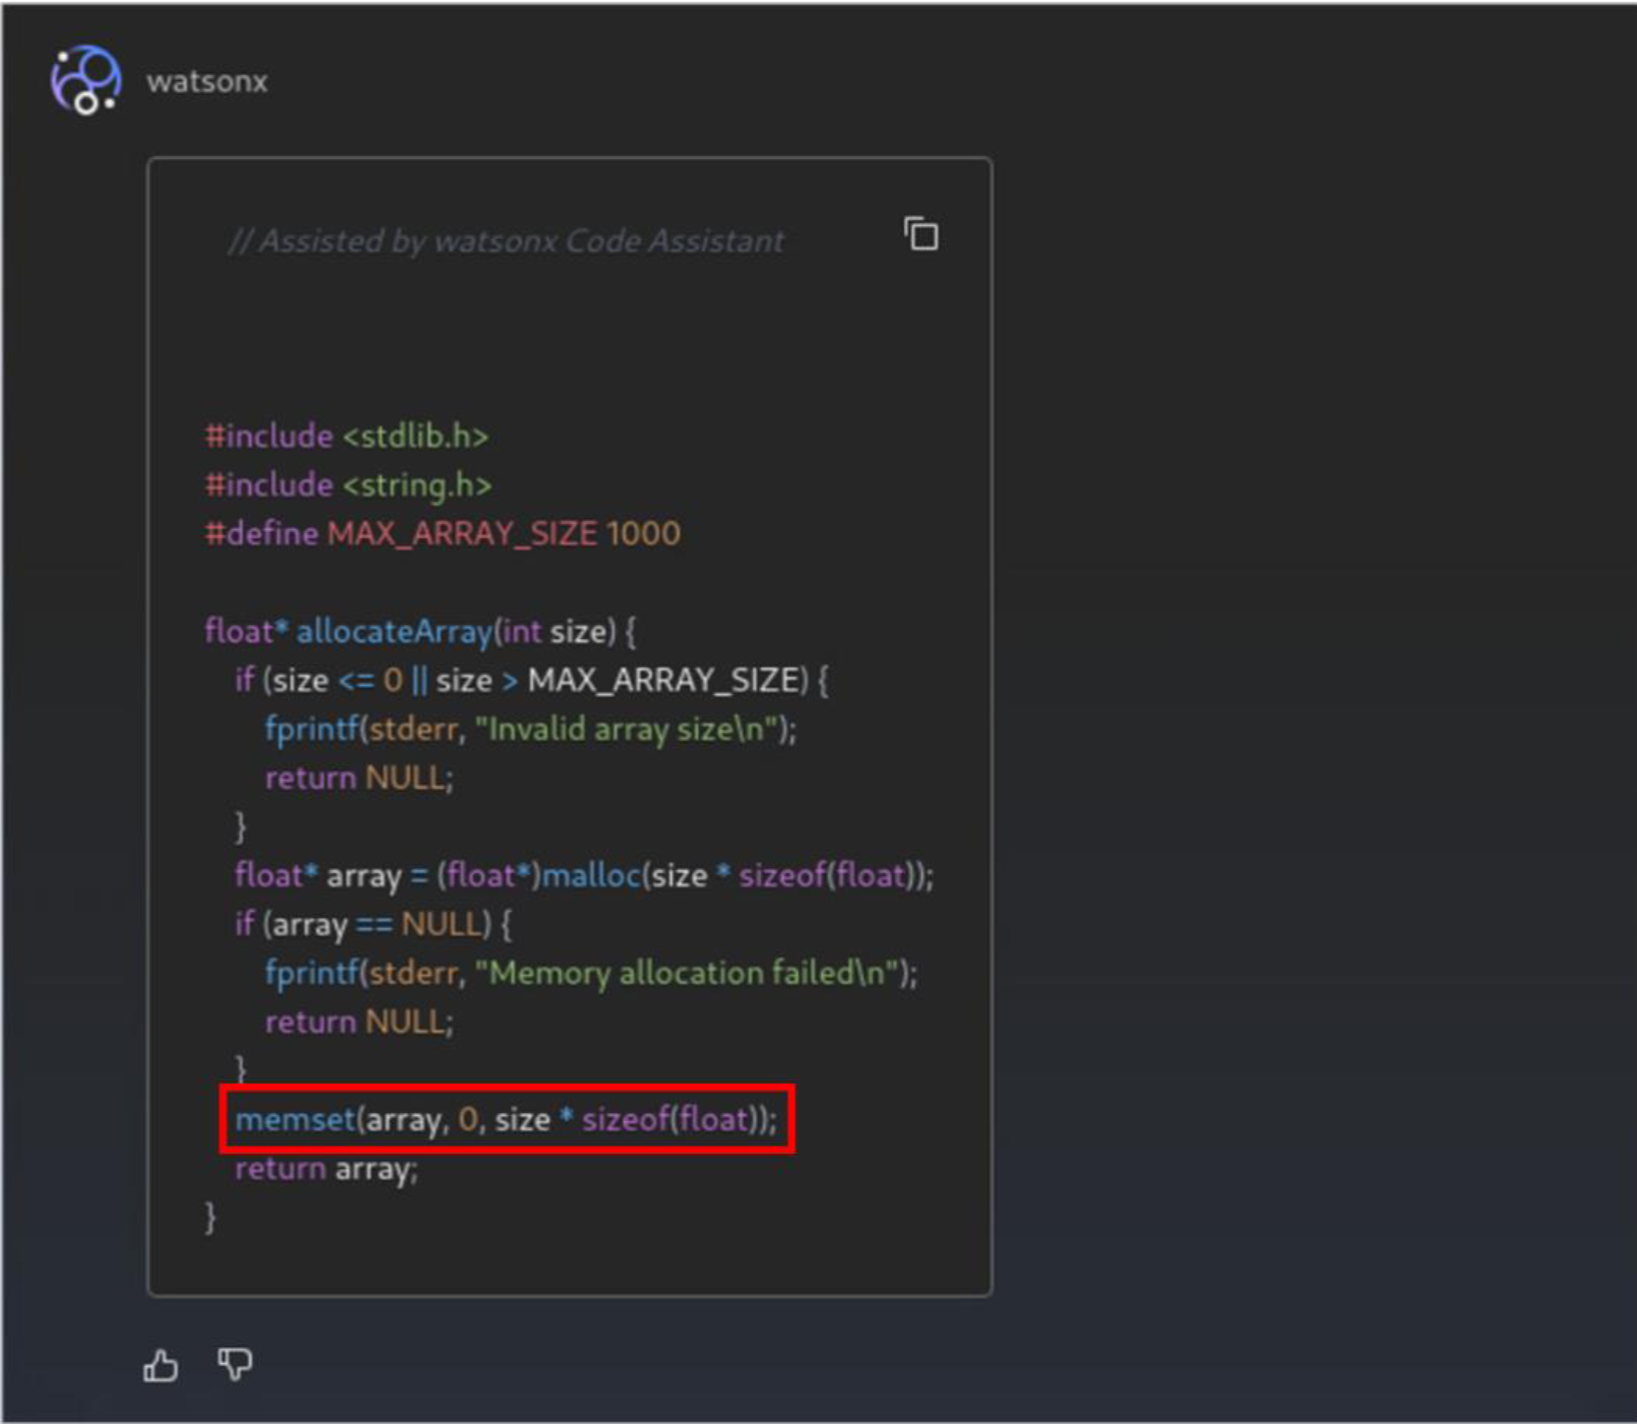 watsonx
// Assisted by watsonx Code Assistant
#include <stdlib.h>
#include <string.h>
#define MAX_ARRAY_SIZE 1000
float* allocateArray(int size) {
if (size <= 0 || size > MAX_ARRAY_SIZE) {
fprintf(stderr, "Invalid array size\n");
return NULL;
}
float* array = (float*)malloc(size * sizeof(float));
if (array == NULL) {
fprintf(stderr, "Memory allocation failed\n");
return NULL;
}
memset(array, 0, size * sizeof(float));
return array;
}